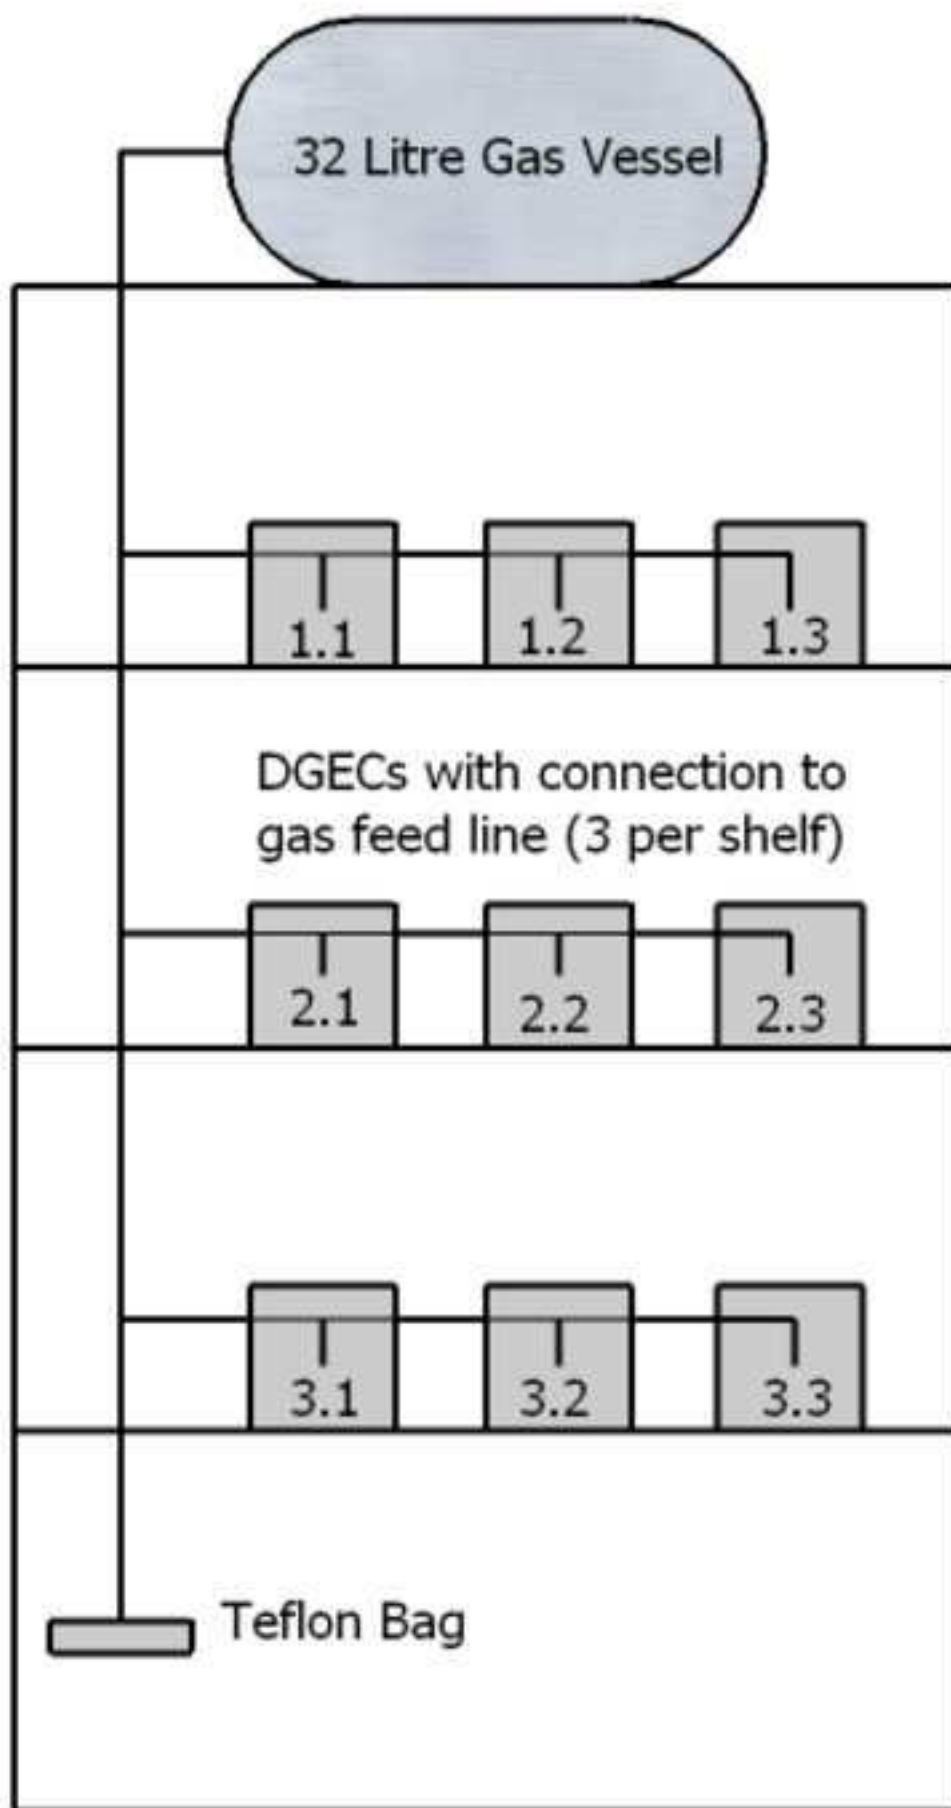 32 Litre Gas Vessel
1.1 1.2 1.3
DGECs with connection to
gas feed line (3 per shelf)
2.1 2.2 2.3
3.1 3.2 3.3
Teflon Bag